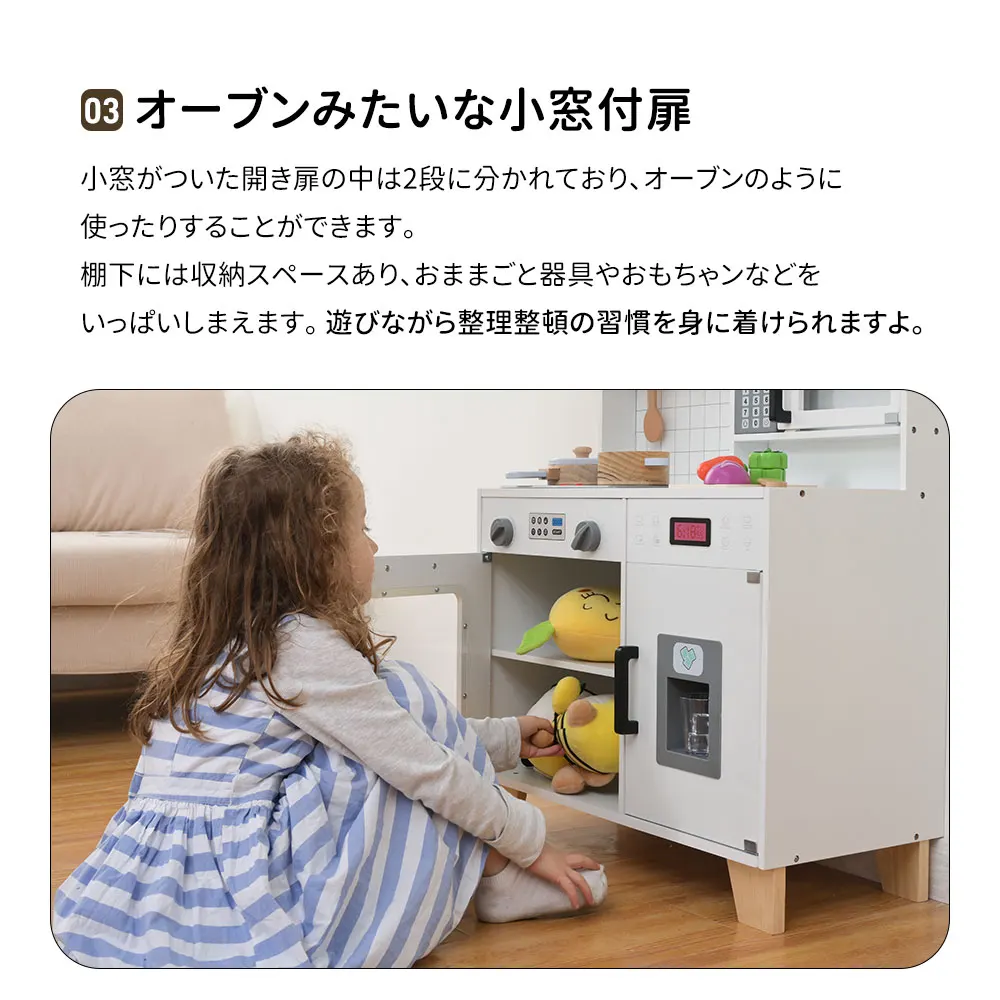 03 オーブンみたいな小窓付扉
小窓がついた開き扉の中は2段に分かれており、オーブンのように
使ったりすることができます。
棚下には収納スペースあり、おままごと器具やおもちゃンなどを
いっぱいしまえます。遊びながら整理整頓の習慣を身に着けられますよ。